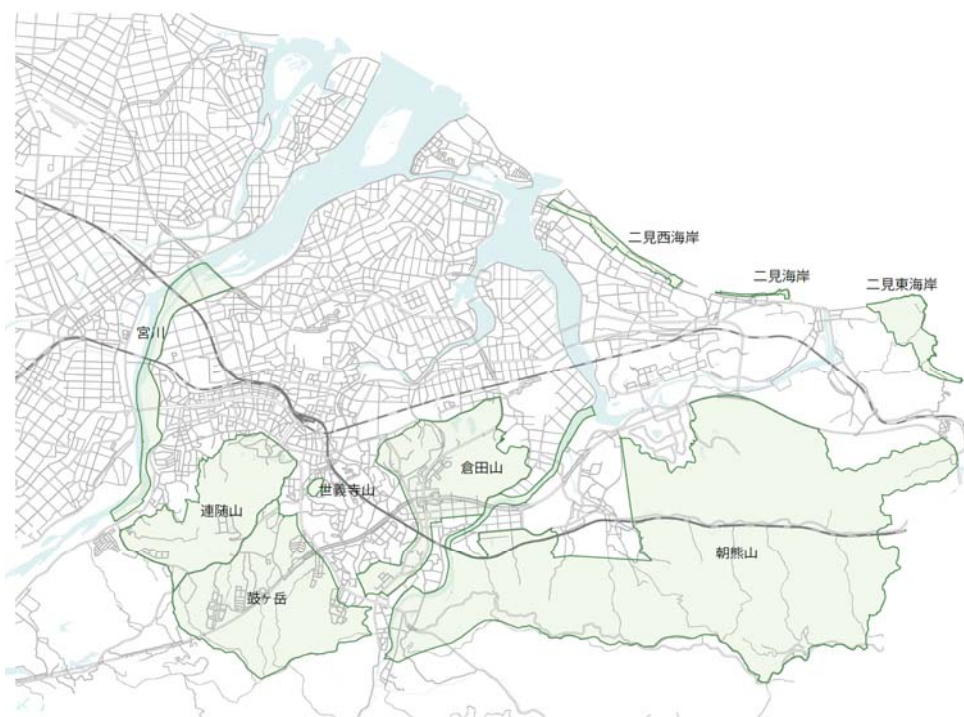 二見西海岸
二見海岸
二見東海岸
宮川
倉田山
世義寺山
連随山
朝熊山
鼓ヶ岳